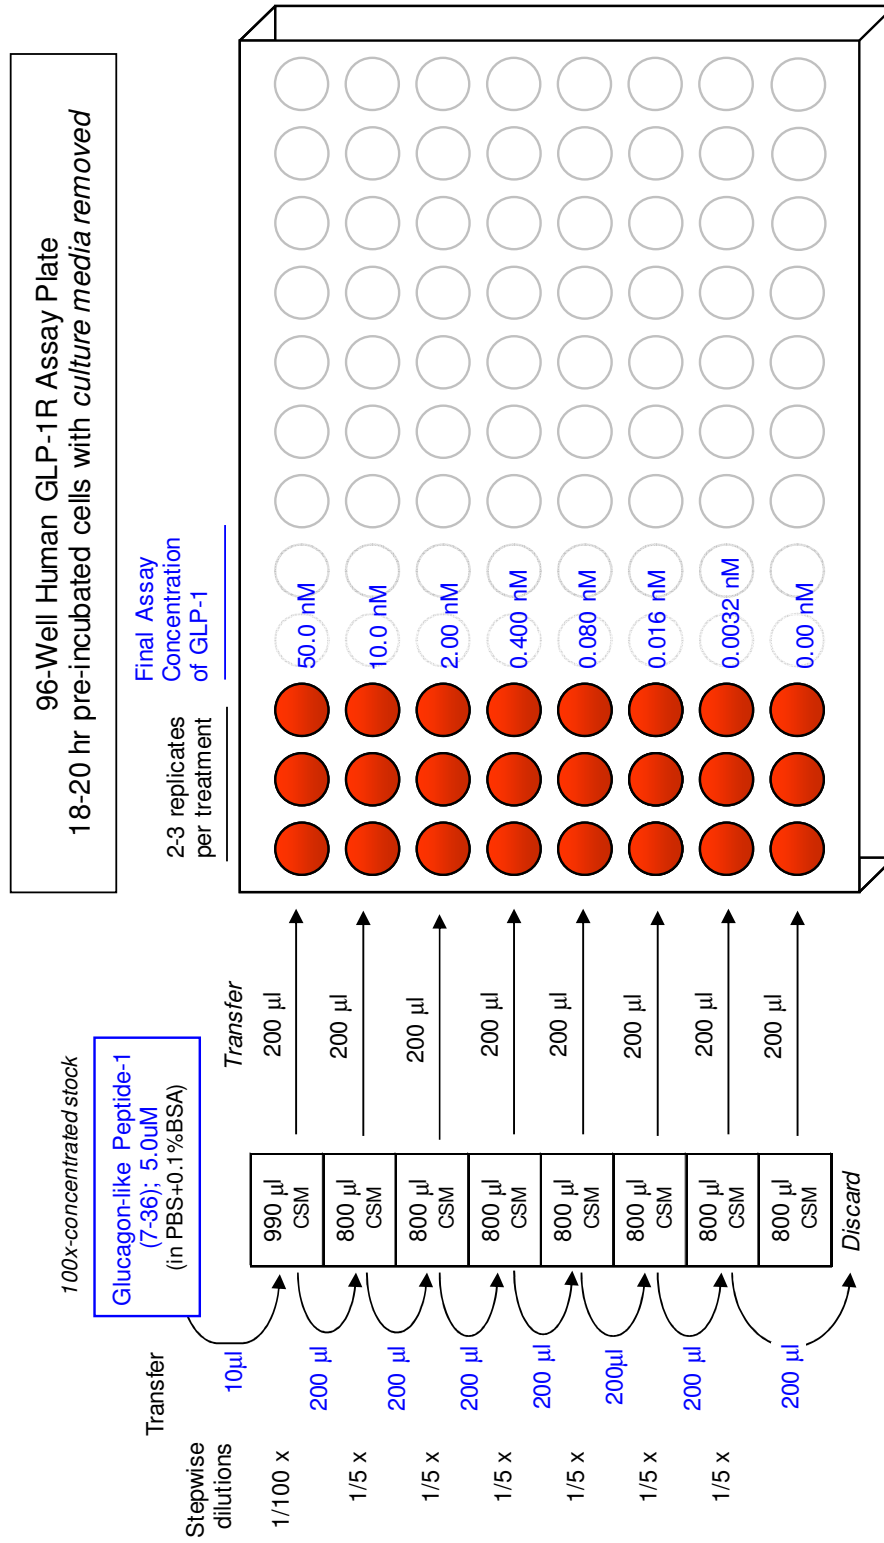 96-Well Human GLP-1R Assay Plate
18-20 hr pre-incubated cells with culture media removed
100x-concentrated stock
Glucagon-like Peptide-1
(7-36); 5.0uM
(in PBS+0.1%BSA)
Stepwise
dilutions
Transfer
Transfer
2-3 replicates
per treatment
Final Assay
Concentration
of GLP-1
1/100 x
10µl
990 µl
CSM
200 µl
50.0 nM
1/5 x
200 µl
800 µl
CSM
200 µl
10.0 nM
1/5 x
200 µl
800 µl
CSM
200 µl
2.00 nM
1/5 x
200 µl
800 µl
CSM
200 µl
0.400 nM
1/5 x
200 µl
800 µl
CSM
200 µl
0.080 nM
1/5 x
200µl
800 µl
CSM
200 µl
0.016 nM
1/5 x
200 µl
800 µl
CSM
200 µl
0.0032 nM
200 µl
800 µl
CSM
200 µl
0.00 nM
Discard